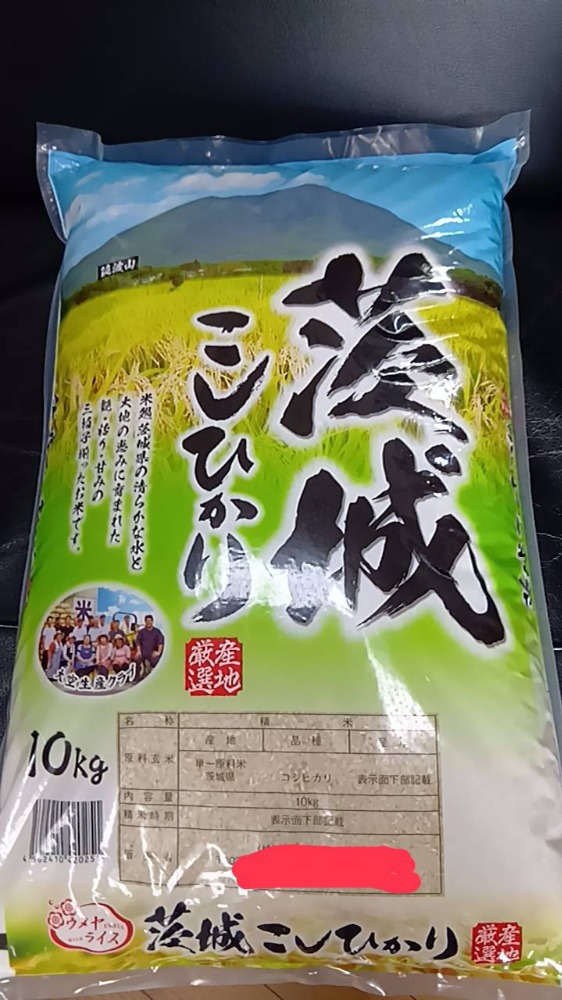 筑波山
茨城
こしひかり
米処茨城県の清らかな水と
大地の恵みに育まれた
艶・粘り・甘みの
三拍子揃ったお米です。
米
産地
厳選
10kg
名称 精米
原料玄米 産地 品種
単一原料米
茨城県 コシヒカリ 表示面下部記載
内容量 10kg
精米時期 表示面下部記載
ウメヤ
ライス
茨城こしひかり
産地
厳選